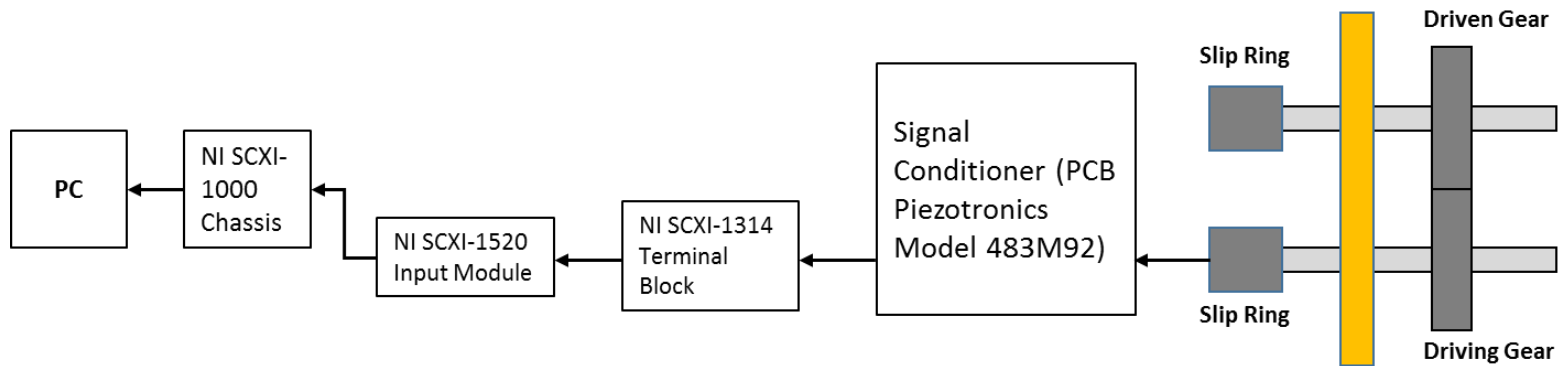 PC
NI SCXI-
1000
Chassis
NI SCXI-1520
Input Module
NI SCXI-1314
Terminal
Block
Signal
Conditioner (PCB
Piezotronics
Model 483M92)
Slip Ring
Slip Ring
Driven Gear
Driving Gear